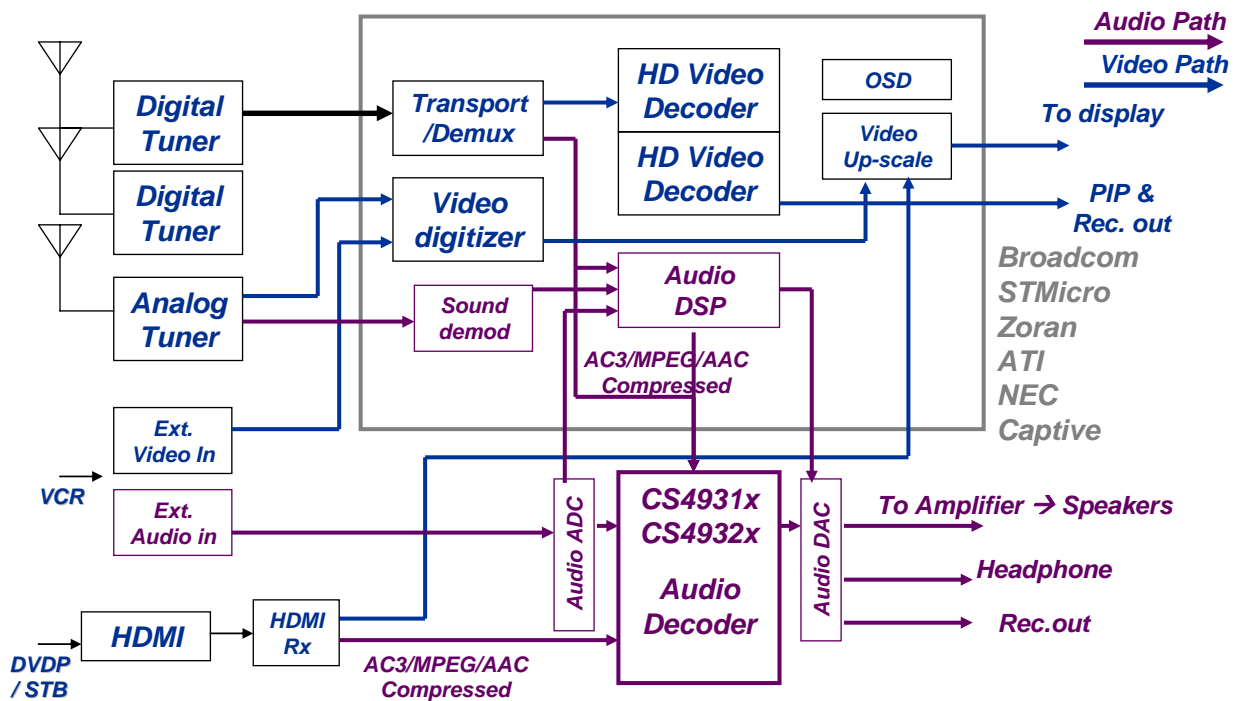 Audio Path
Video Path
To display
Digital
Tuner
Transport
/Demux
HD Video
Decoder
OSD
Video
Up-scale
HD Video
Decoder
Digital
Tuner
Video
digitizer
PIP &
Rec. out
Analog
Tuner
Sound
demod
Audio
DSP
Broadcom
STMicro
Zoran
ATI
NEC
Captive
AC3/MPEG/AAC
Compressed
Ext.
Video In
VCR
Ext.
Audio in
Audio ADC
CS4931x
CS4932x
Audio
Decoder
Audio DAC
To Amplifier → Speakers
Headphone
Rec.out
HDMI
HDMI
Rx
DVDP
/ STB
AC3/MPEG/AAC
Compressed